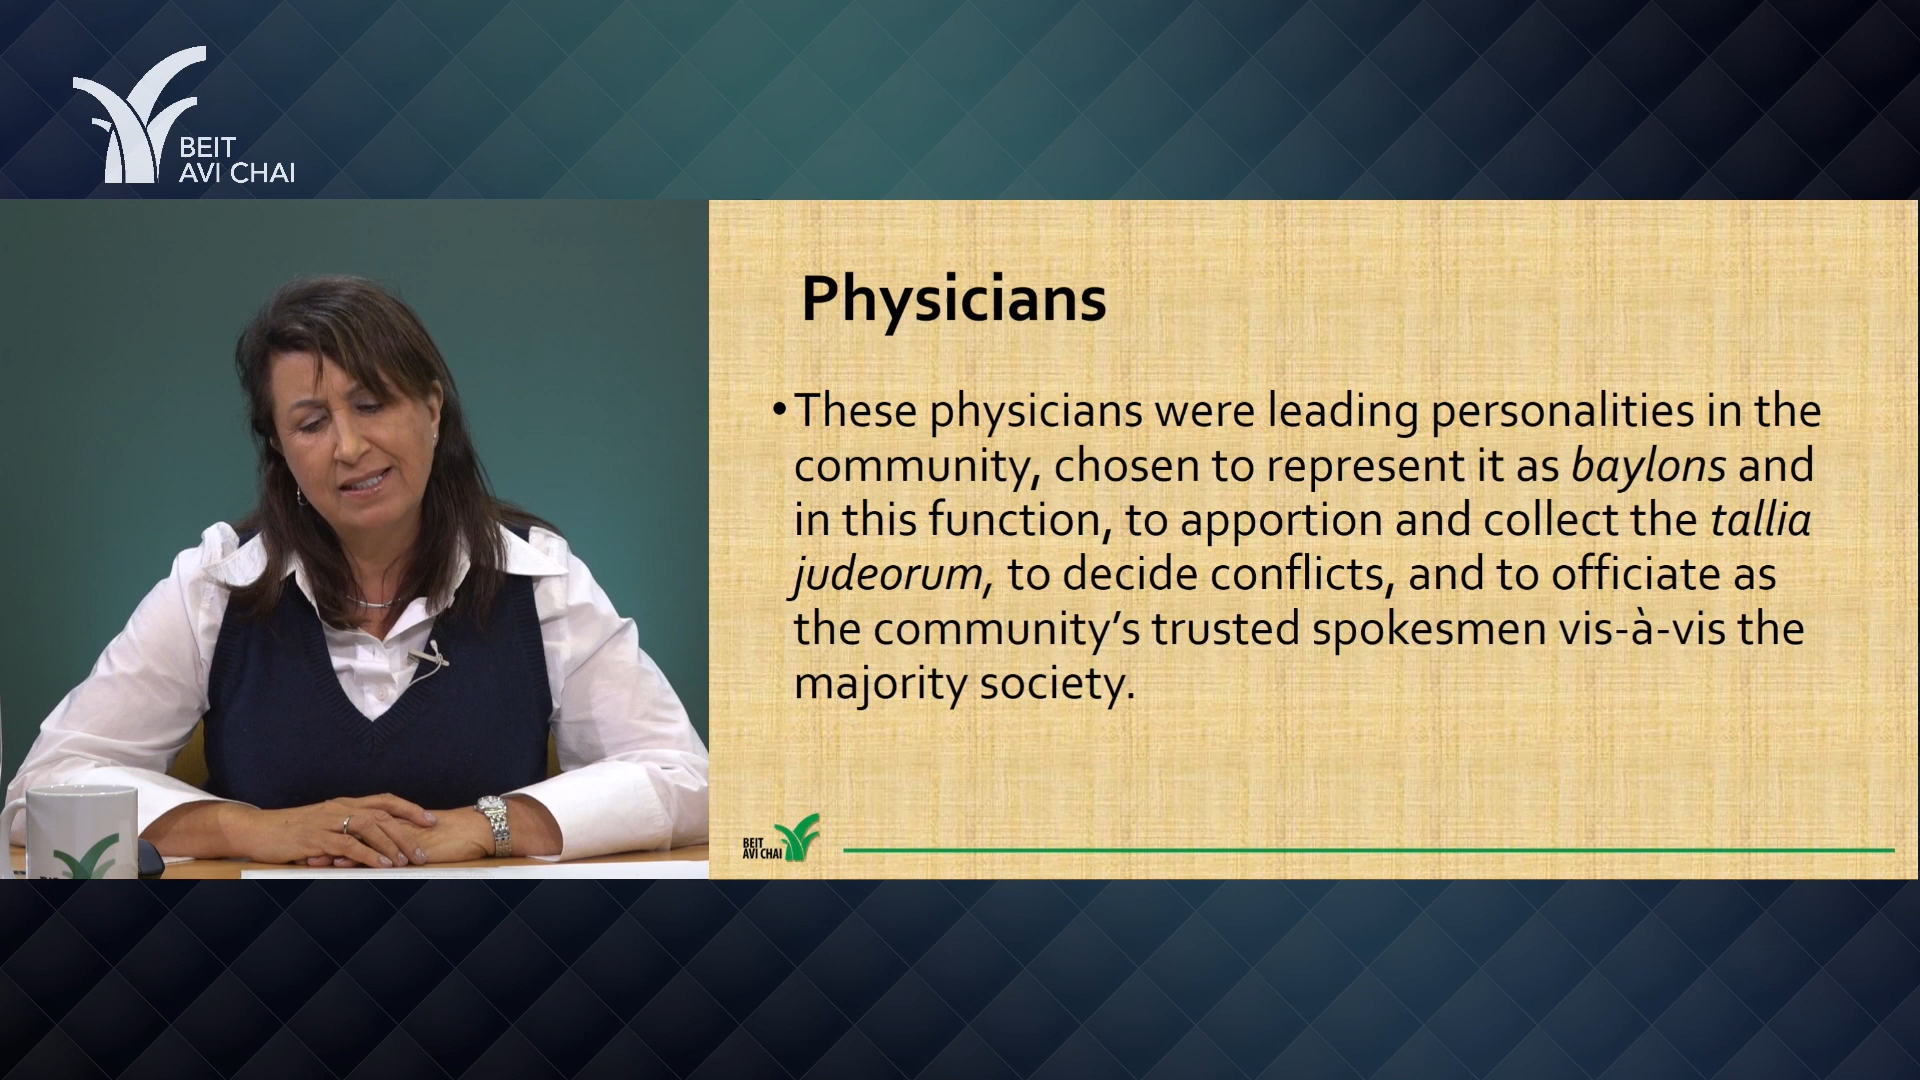 BEIT
AVI CHAI
Physicians
• These physicians were leading personalities in the
community, chosen to represent it as baylons and
in this function, to apportion and collect the tallia
judeorum, to decide conflicts, and to officiate as
the community’s trusted spokesmen vis-à-vis the
majority society.
BEIT
AVI CHAI